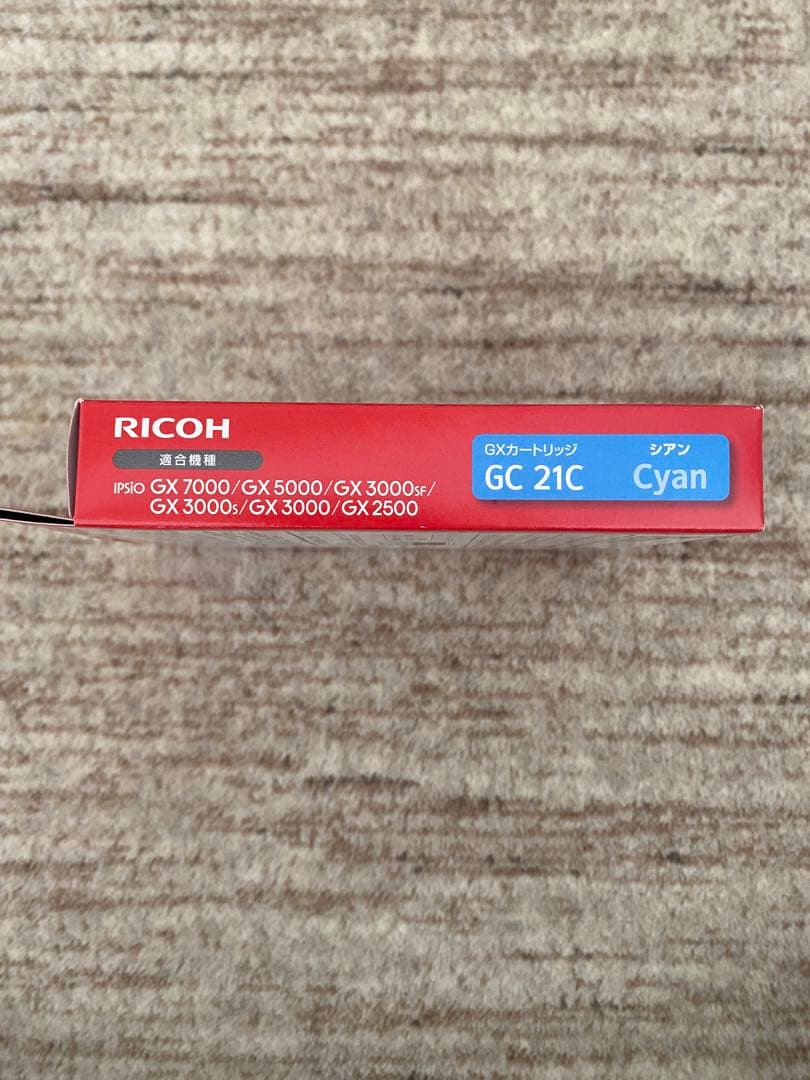 RICOH
適合機種
IPSiO GX 7000/GX 5000/GX 3000SF/
GX 3000S/GX 3000/GX 2500
GXカートリッジ シアン
GC 21C Cyan